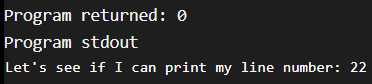 Program returned: 0
Program stdout
Let's see if I can print my line number: 22